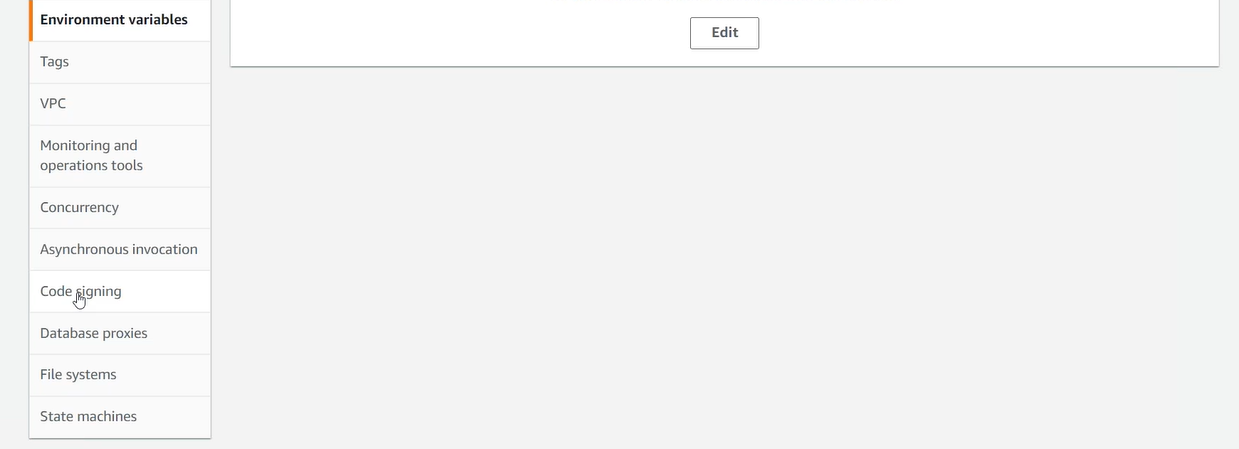 Environment variables
Edit
Tags
VPC
Monitoring and
operations tools
Concurrency
Asynchronous invocation
Code signing
Database proxies
File systems
State machines